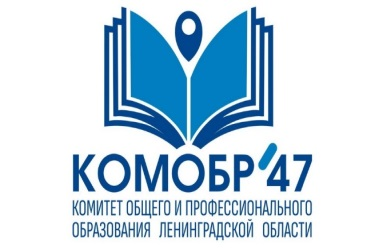 КОМОБР'47
КОМИТЕТ ОБЩЕГО И ПРОФЕССИОНАЛЬНОГО
ОБРАЗОВАНИЯ ЛЕНИНГРАДСКОЙ ОБЛАСТИ